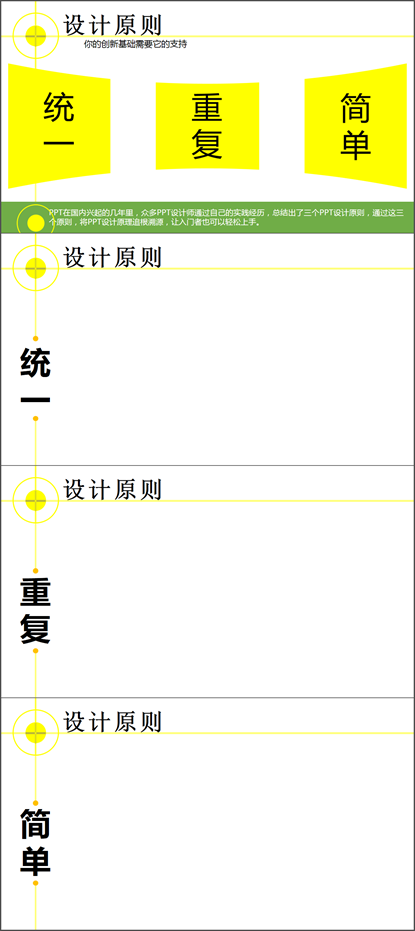 设计原则
你的创新基础需要它的支持
统一
重复
简单
PPT在国内兴起的几年里，众多PPT设计师通过自己的实践经历，总结出了三个PPT设计原则，通过这三
个原则，将PPT设计原理追根溯源，让入门者也可以轻松上手。
设计原则
统一
设计原则
重复
设计原则
简单